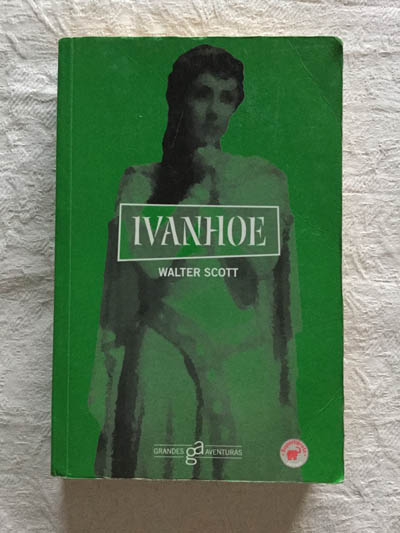 IVANHOE
WALTER SCOTT
GRANDES ga AVENTURAS